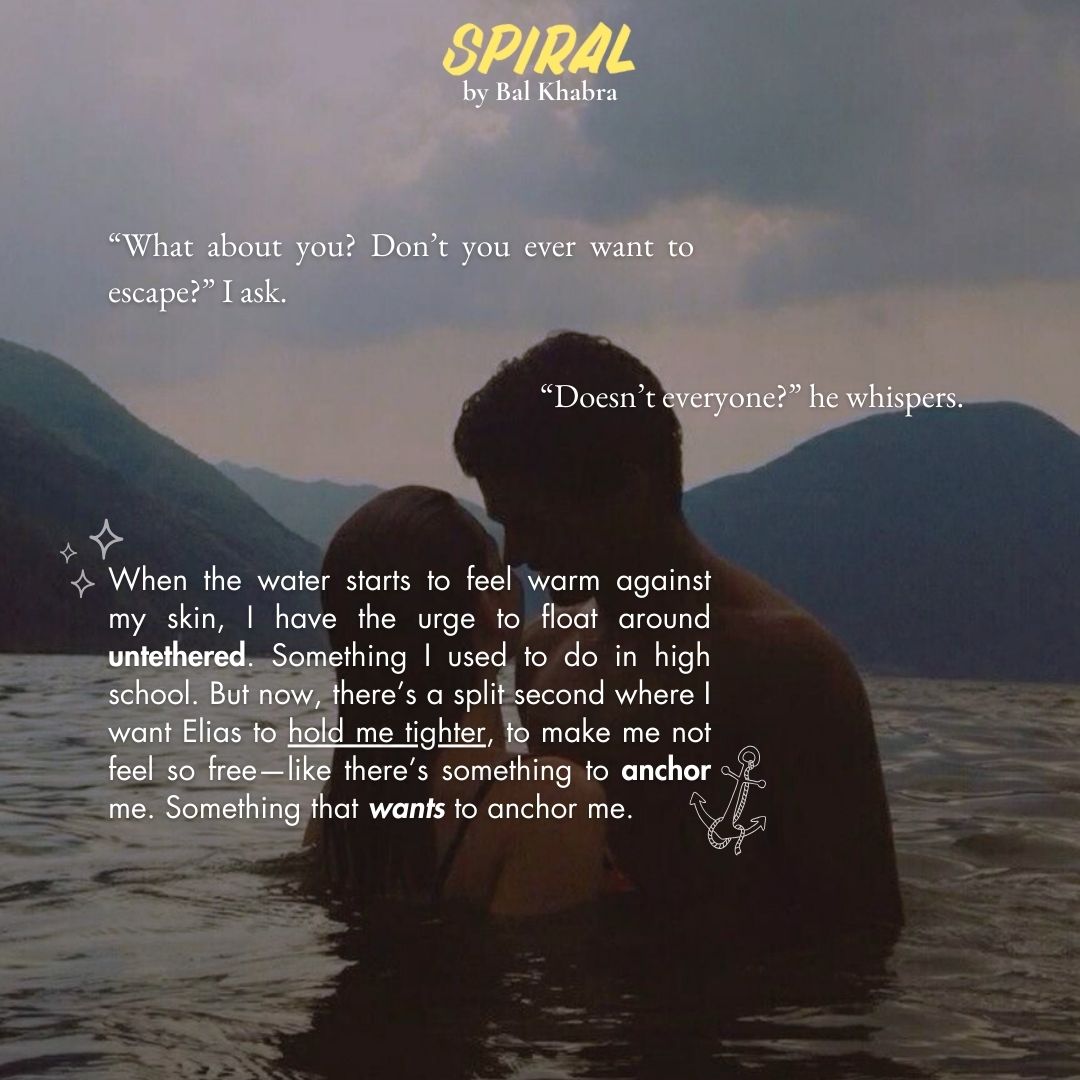 SPIRAL
by Bal Khabra
“What about you? Don’t you ever want to
escape?” I ask.
“Doesn’t everyone?” he whispers.
When the water starts to feel warm against
my skin, I have the urge to float around
untethered. Something I used to do in high
school. But now, there’s a split second where I
want Elias to hold me tighter, to make me not
feel so free—like there’s something to anchor
me. Something that wants to anchor me.